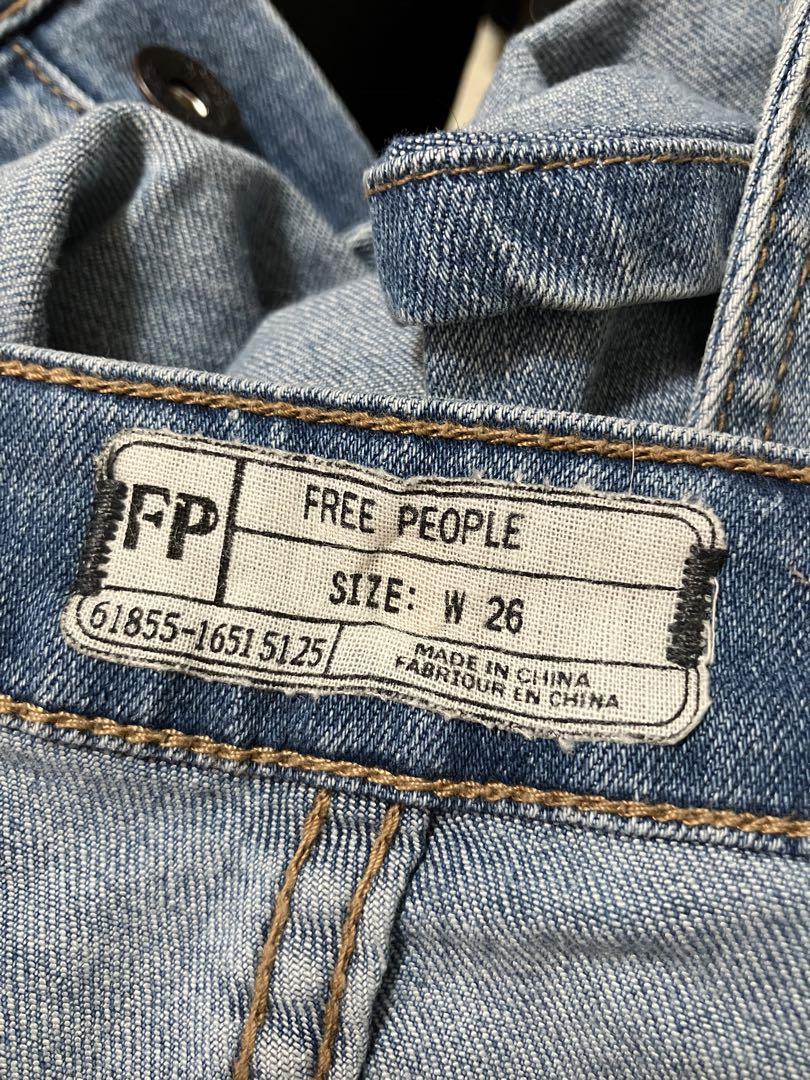 FP
FREE PEOPLE
SIZE: W 26
61855-16515125
MADE IN CHINA
FABRIQUR EN CHINA